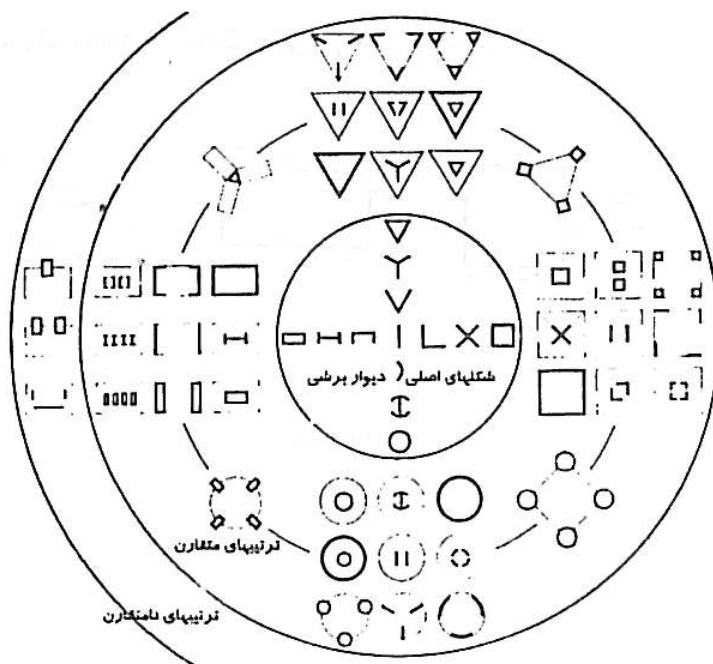 شکلهای اصلی دیوار برشی
ترتیبهای متقارن
ترتیبهای نامتقارن